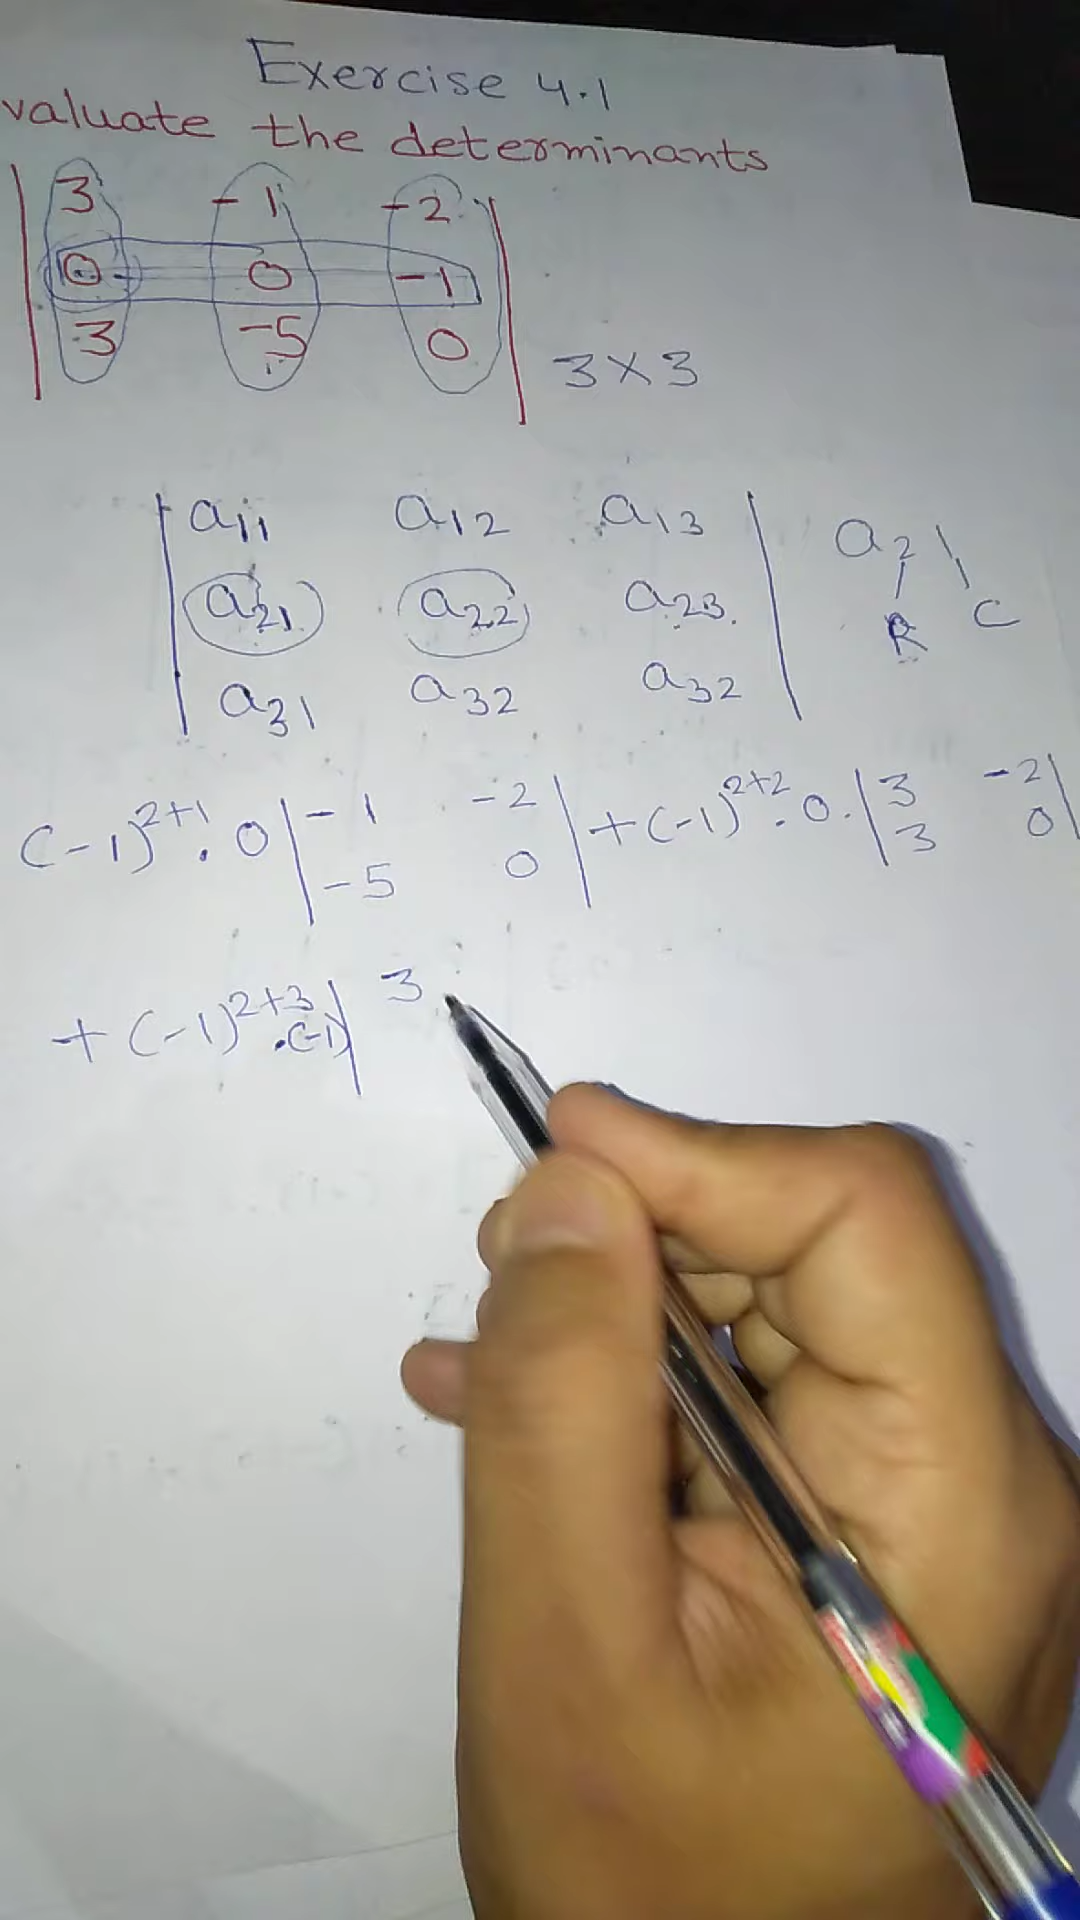 Exercise 4.1
valuate the determinants
| 3 -1 -2 |
| 0 0 -1 |
| 3 -5 0 | 3×3
| a11 a12 a13 | a21
| a21 a22 a23. | R C
| a31 a32 a32 |
(-1)^2+1 . 0 | -1 -2 | + (-1)^2+2 . 0 . | 3 -2 |
| -5 0 | | 3 0 |
+ (-1)^2+3 .(-1) | 3